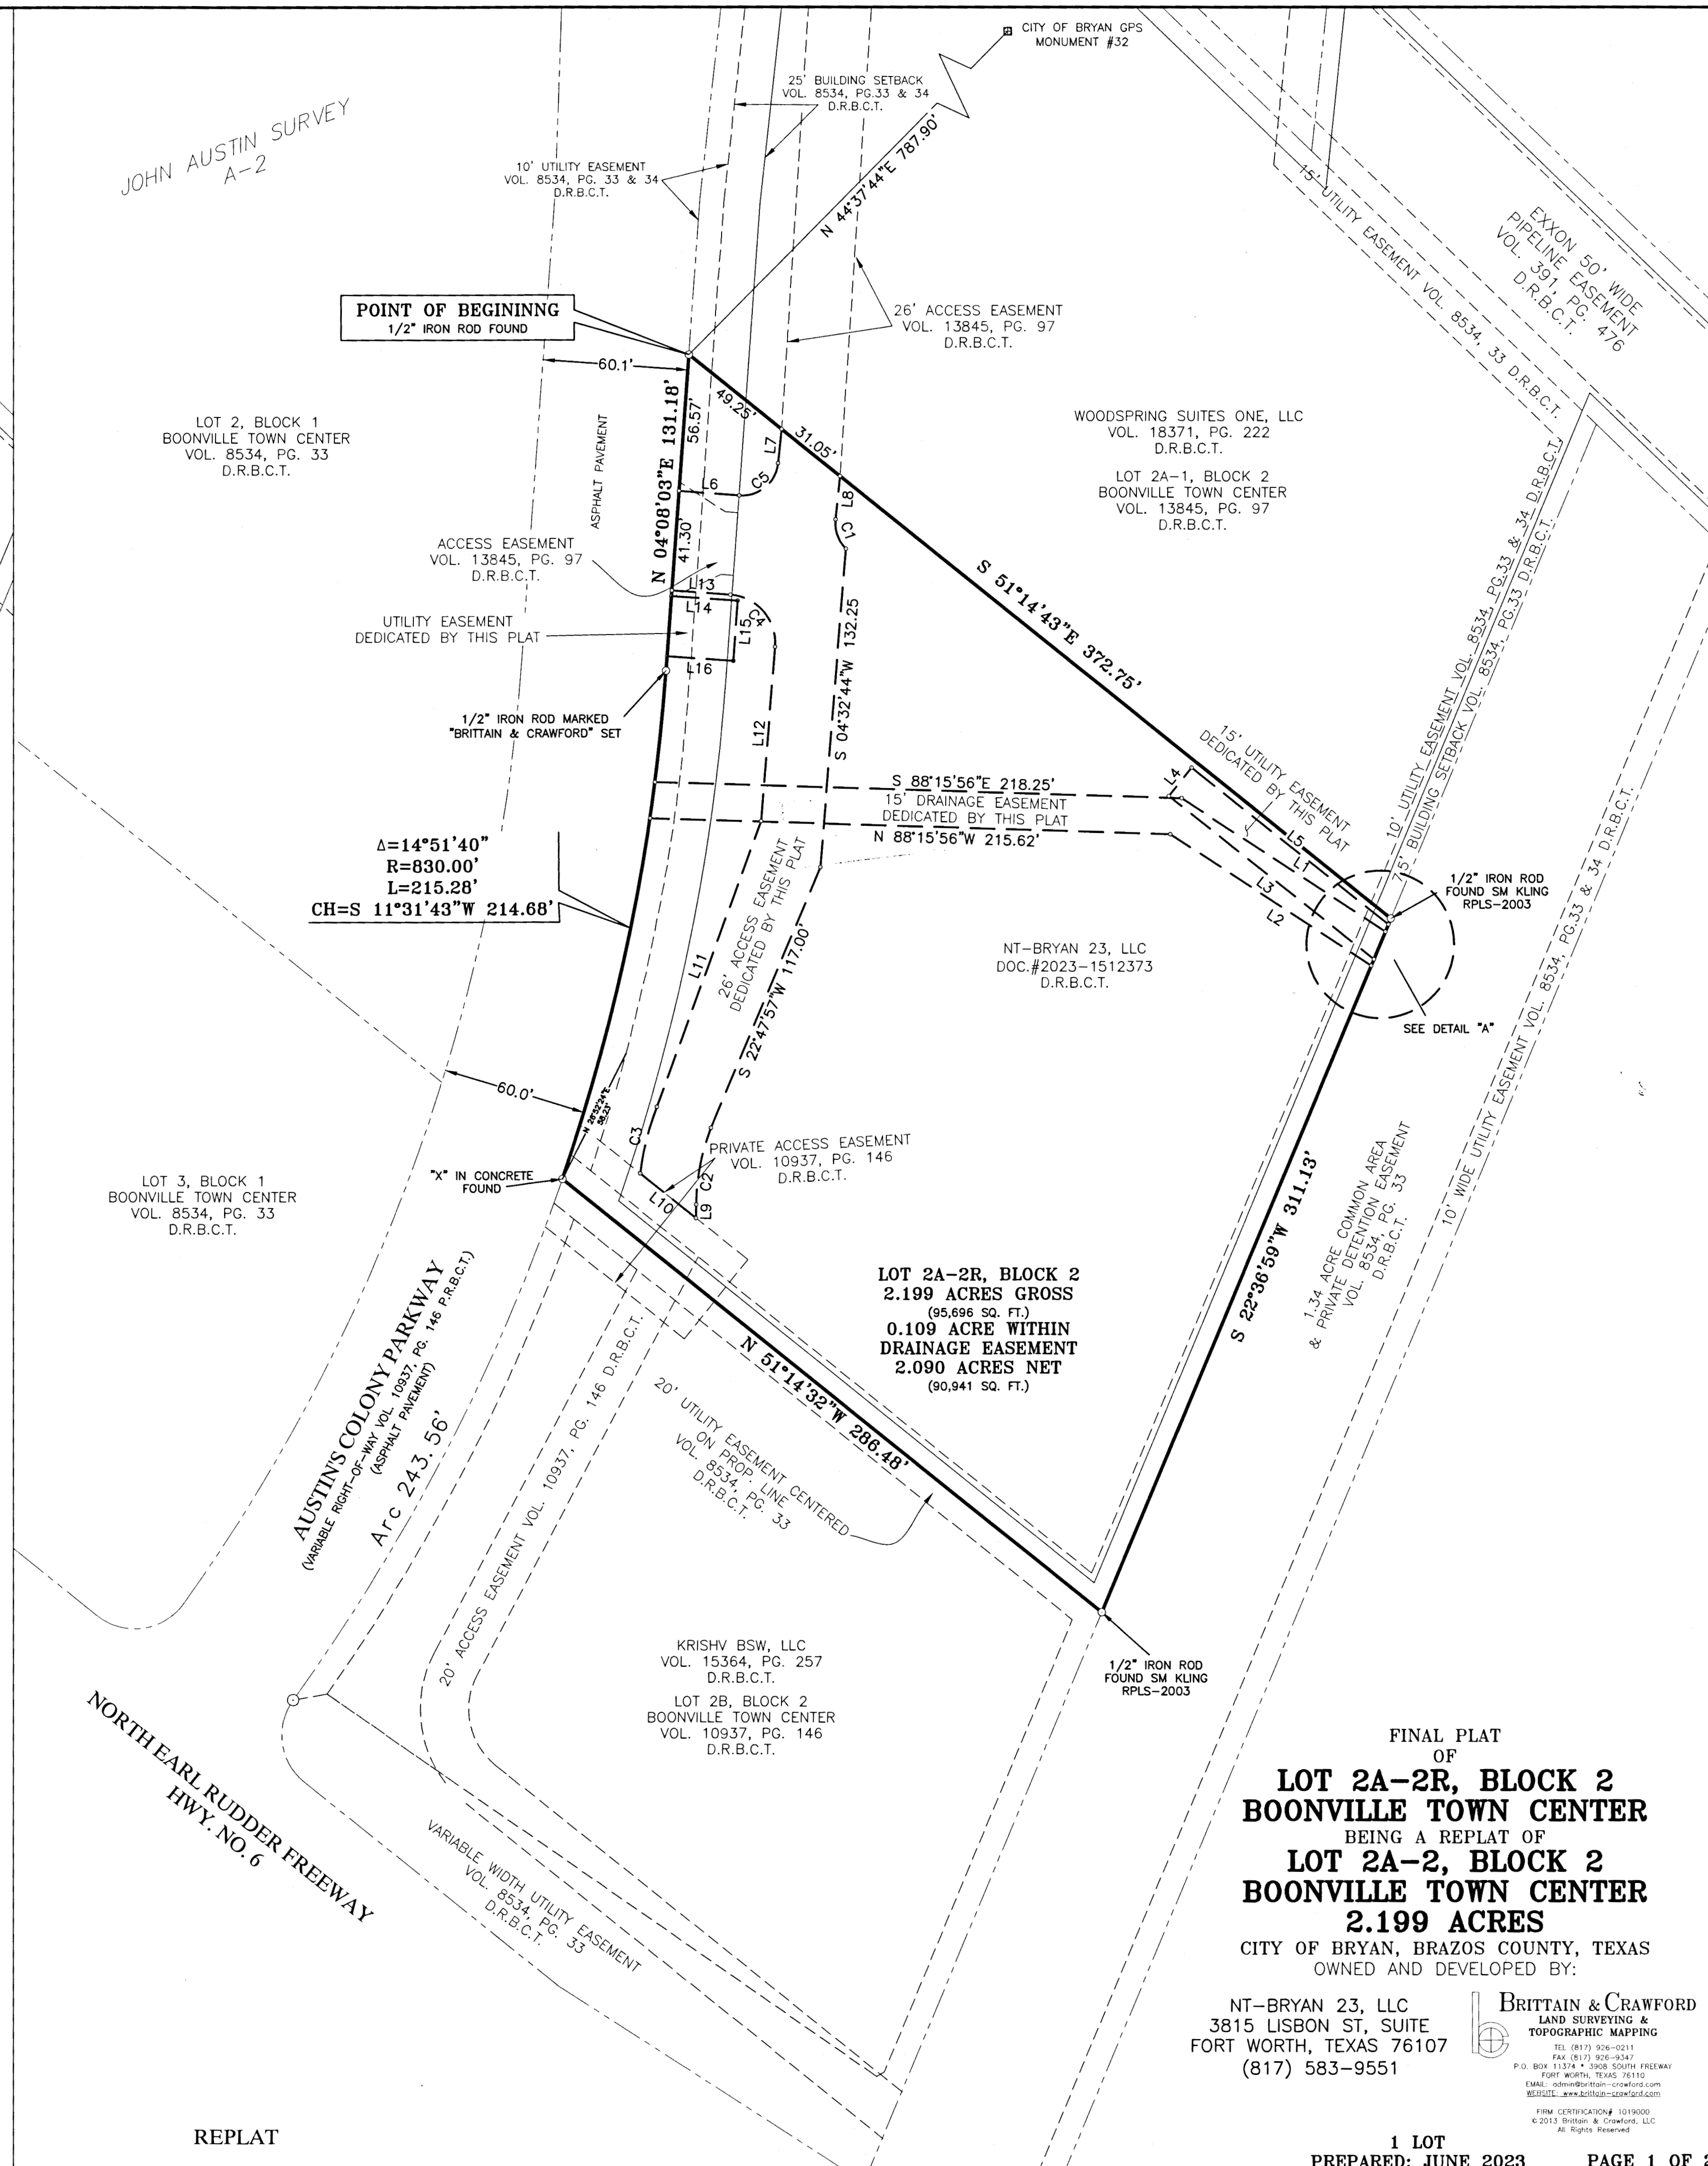 CITY OF BRYAN GPS
MONUMENT #32
25' BUILDING SETBACK
VOL. 8534, PG.33 & 34
D.R.B.C.T.
JOHN AUSTIN SURVEY
A-2
10' UTILITY EASEMENT
VOL. 8534, PG. 33 & 34
D.R.B.C.T.
N 44°37'44"E 787.90'
15' UTILITY EASEMENT VOL. 8534, 33 D.R.B.C.T.
EXXON 50' WIDE
PIPELINE EASEMENT
VOL. 391, PG. 476
D.R.B.C.T.
POINT OF BEGININNG
1/2" IRON ROD FOUND
26' ACCESS EASEMENT
VOL. 13845, PG. 97
D.R.B.C.T.
60.1'
N 04°08'03"E 131.18'
56.57'
41.30'
49.25'
31.05'
L7
L6
C5
L8
C1
LOT 2, BLOCK 1
BOONVILLE TOWN CENTER
VOL. 8534, PG. 33
D.R.B.C.T.
ASPHALT PAVEMENT
WOODSPRING SUITES ONE, LLC
VOL. 18371, PG. 222
D.R.B.C.T.
LOT 2A-1, BLOCK 2
BOONVILLE TOWN CENTER
VOL. 13845, PG. 97
D.R.B.C.T.
ACCESS EASEMENT
VOL. 13845, PG. 97
D.R.B.C.T.
L13
L14
C4
L15
L16
UTILITY EASEMENT
DEDICATED BY THIS PLAT
S 51°14'43"E 372.75'
S 04°32'44"W 132.25
L12
1/2" IRON ROD MARKED
"BRITTAIN & CRAWFORD" SET
10' UTILITY EASEMENT VOL. 8534, PG.33 & 34 D.R.B.C.T.
BUILDING SETBACK VOL. 8534, PG.33 D.R.B.C.T.
S 88°15'56"E 218.25'
15' DRAINAGE EASEMENT
DEDICATED BY THIS PLAT
N 88°15'56"W 215.62'
15' UTILITY EASEMENT
DEDICATED BY THIS PLAT
L4
L5
L1
L3
L2
Δ=14°51'40"
R=830.00'
L=215.28'
CH=S 11°31'43"W 214.68'
1/2" IRON ROD
FOUND SM KLING
RPLS-2003
L11
26' ACCESS EASEMENT
DEDICATED BY THIS PLAT
S 22°47'57"W 117.00'
NT-BRYAN 23, LLC
DOC.#2023-1512373
D.R.B.C.T.
SEE DETAIL "A"
10' WIDE UTILITY EASEMENT VOL. 8534, PG.33 & 34 D.R.B.C.T.
60.0'
N 26°52'24"E
58.23'
C3
L10
C2
L9
PRIVATE ACCESS EASEMENT
VOL. 10937, PG. 146
D.R.B.C.T.
"X" IN CONCRETE
FOUND
LOT 3, BLOCK 1
BOONVILLE TOWN CENTER
VOL. 8534, PG. 33
D.R.B.C.T.
S 22°36'59"W 311.13'
1.34 ACRE COMMON AREA
& PRIVATE DETENTION EASEMENT
VOL. 8534, PG. 33
D.R.B.C.T.
LOT 2A-2R, BLOCK 2
2.199 ACRES GROSS
(95,696 SQ. FT.)
0.109 ACRE WITHIN
DRAINAGE EASEMENT
2.090 ACRES NET
(90,941 SQ. FT.)
AUSTIN'S COLONY PARKWAY
(VARIABLE RIGHT-OF-WAY VOL. 10937, PG. 146 P.R.B.C.T.)
(ASPHALT PAVEMENT)
Arc 243.56'
N 51°14'32"W 286.48'
20' UTILITY EASEMENT CENTERED
ON PROP. LINE
VOL. 8534, PG. 33
D.R.B.C.T.
20' ACCESS EASEMENT VOL. 10937, PG. 146 D.R.B.C.T.
KRISHV BSW, LLC
VOL. 15364, PG. 257
D.R.B.C.T.
LOT 2B, BLOCK 2
BOONVILLE TOWN CENTER
VOL. 10937, PG. 146
D.R.B.C.T.
1/2" IRON ROD
FOUND SM KLING
RPLS-2003
NORTH EARL RUDDER FREEWAY
HWY. NO. 6
VARIABLE WIDTH UTILITY EASEMENT
VOL. 8534, PG. 33
D.R.B.C.T.
FINAL PLAT
OF
LOT 2A-2R, BLOCK 2
BOONVILLE TOWN CENTER
BEING A REPLAT OF
LOT 2A-2, BLOCK 2
BOONVILLE TOWN CENTER
2.199 ACRES
CITY OF BRYAN, BRAZOS COUNTY, TEXAS
OWNED AND DEVELOPED BY:
NT-BRYAN 23, LLC
3815 LISBON ST, SUITE
FORT WORTH, TEXAS 76107
(817) 583-9551
BRITTAIN & CRAWFORD
LAND SURVEYING &
TOPOGRAPHIC MAPPING
TEL (817) 926-0211
FAX (817) 926-9347
P.O. BOX 11374 * 3908 SOUTH FREEWAY
FORT WORTH, TEXAS 76110
EMAIL: admin@brittain-crawford.com
WEBSITE: www.brittain-crawford.com
FIRM CERTIFICATION# 1019000
© 2013 Brittain & Crawford, LLC
All Rights Reserved
REPLAT
1 LOT
PREPARED: JUNE 2023
PAGE 1 OF 2